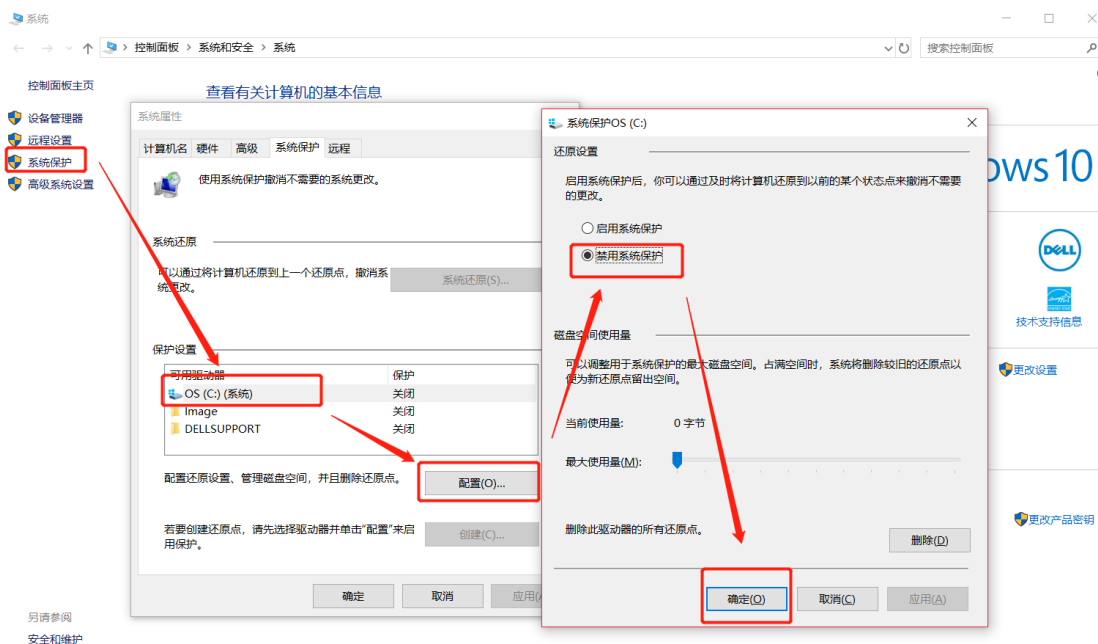 系统
控制面板 > 系统和安全 > 系统
搜索控制面板
控制面板主页
设备管理器
远程设置
系统保护
高级系统设置
另请参阅
安全和维护
查看有关计算机的基本信息
系统属性
计算机名 硬件 高级 系统保护 远程
使用系统保护撤消不需要的系统更改。
系统还原
可以通过将计算机还原到上一个还原点，撤消系
统更改。
系统还原(S)...
保护设置
可用驱动器 保护
OS (C:) (系统) 关闭
Image 关闭
DELLSUPPORT 关闭
配置还原设置、管理磁盘空间，并且删除还原点。
配置(O)...
若要创建还原点，请先选择驱动器并单击"配置"来启
用保护。
创建(C)...
确定 取消 应用(
系统保护OS (C:)
还原设置
启用系统保护后，你可以通过及时将计算机还原到以前的某个状态点来撤消不需要
的更改。
启用系统保护
禁用系统保护
磁盘空间使用量
可以调整用于系统保护的最大磁盘空间。占满空间时，系统将删除较旧的还原点以
便为新还原点留出空间。
当前使用量: 0 字节
最大使用量(M):
删除此驱动器的所有还原点。
删除(D)
确定(O) 取消(C) 应用(A)
ows 10
DELL
技术支持信息
更改设置
更改产品密钥